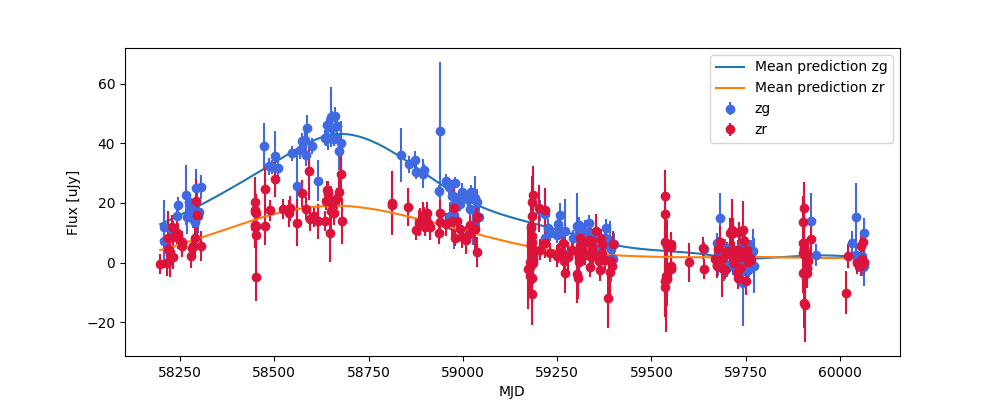 Mean prediction zg
Mean prediction zr
zg
zr
Flux [uJy]
60
40
20
0
−20
58250 58500 58750 59000 59250 59500 59750 60000
MJD